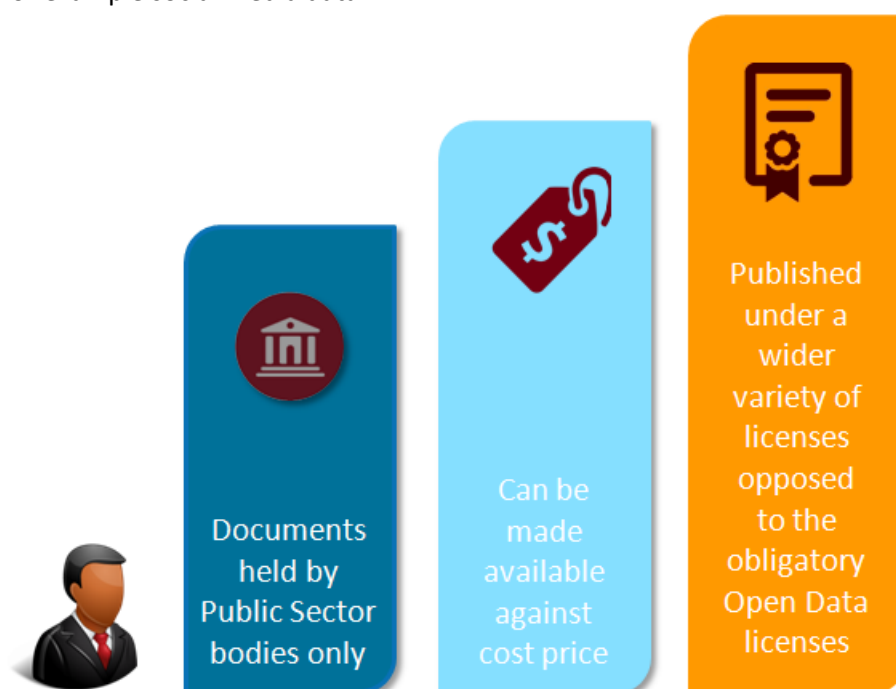 Documents
held by
Public Sector
bodies only
$
Can be
made
available
against
cost price
Published
under a
wider
variety of
licenses
opposed
to the
obligatory
Open Data
licenses